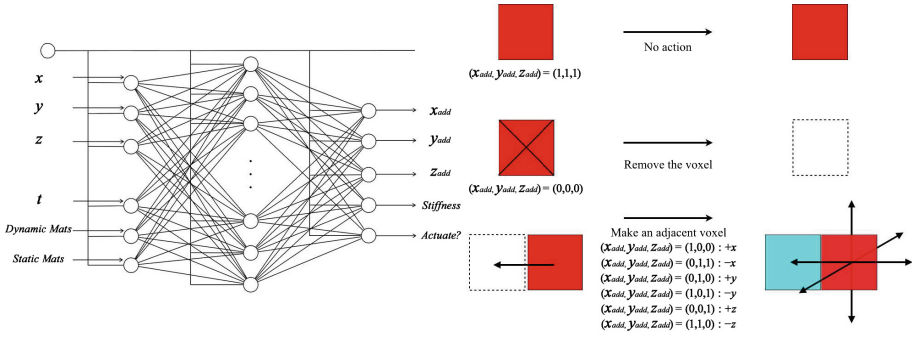 x
y
z
t
Dynamic Mats
Static Mats
x_add
y_add
z_add
Stiffness
Actuate?
No action
(x_add, y_add, z_add) = (1,1,1)
Remove the voxel
(x_add, y_add, z_add) = (0,0,0)
Make an adjacent voxel
(x_add, y_add, z_add) = (1,0,0) : +x
(x_add, y_add, z_add) = (0,1,1) : −x
(x_add, y_add, z_add) = (0,1,0) : +y
(x_add, y_add, z_add) = (1,0,1) : −y
(x_add, y_add, z_add) = (0,0,1) : +z
(x_add, y_add, z_add) = (1,1,0) : −z